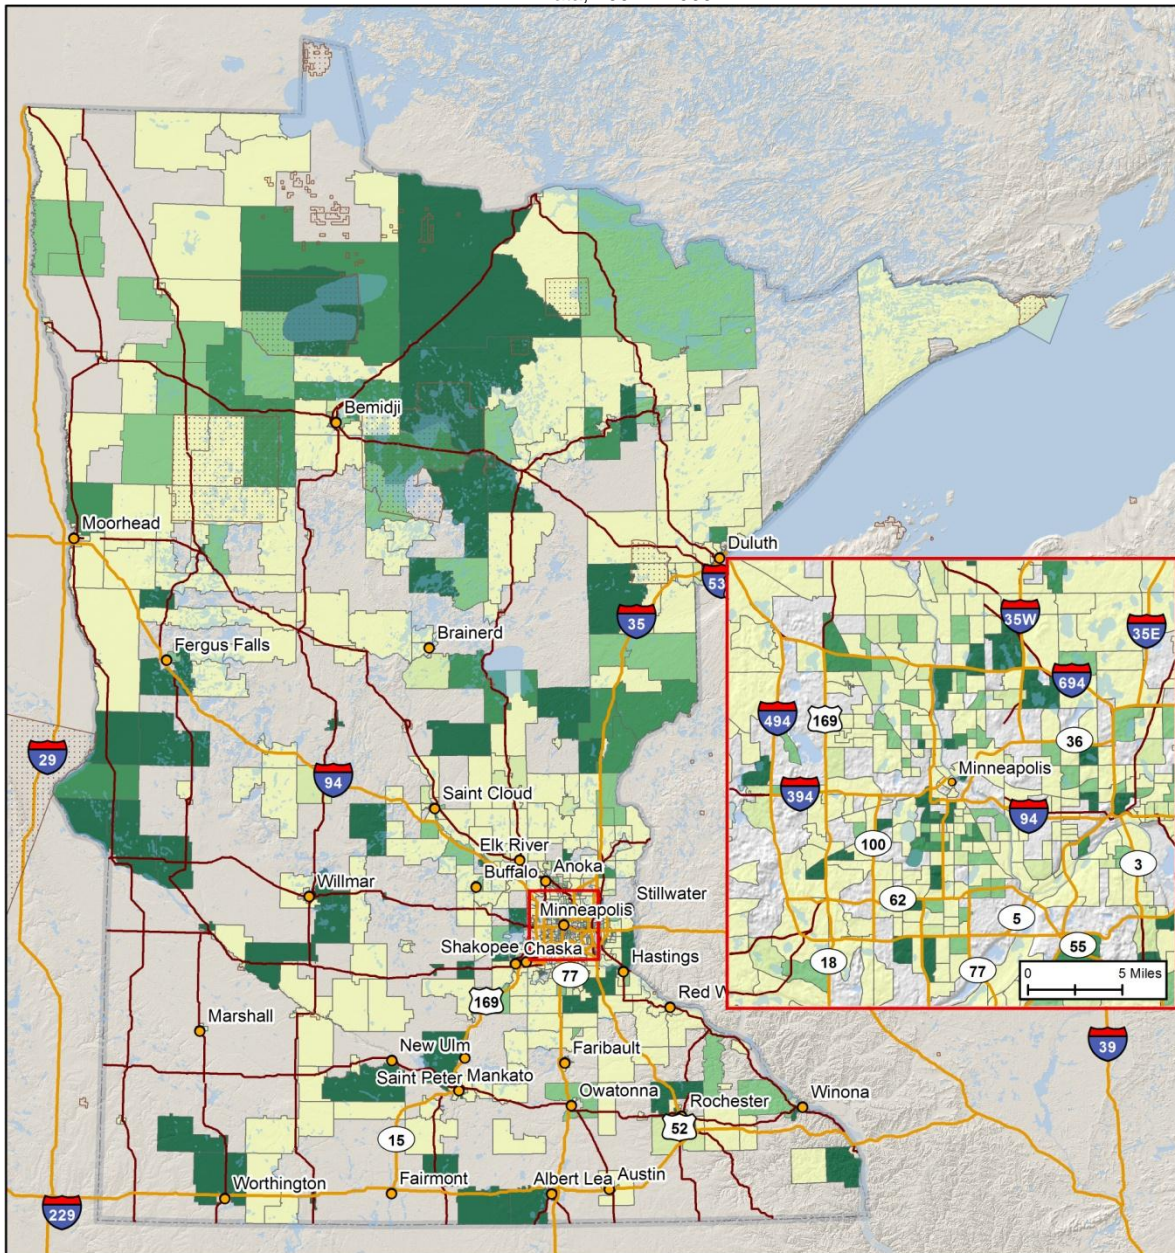 Bemidji
Moorhead
Duluth
53
35
35W
35E
Brainerd
Fergus Falls
694
494
169
36
29
94
Minneapolis
394
Saint Cloud
94
Elk River
Anoka
100
3
Buffalo
Willmar
Stillwater
62
Minneapolis
5
Shakopee
Chaska
55
Hastings
18
77
77
0
5 Miles
169
Red W
Marshall
39
New Ulm
Faribault
Saint Peter
Mankato
Owatonna
Rochester
Winona
52
15
Worthington
Fairmont
Albert Lea
Austin
229